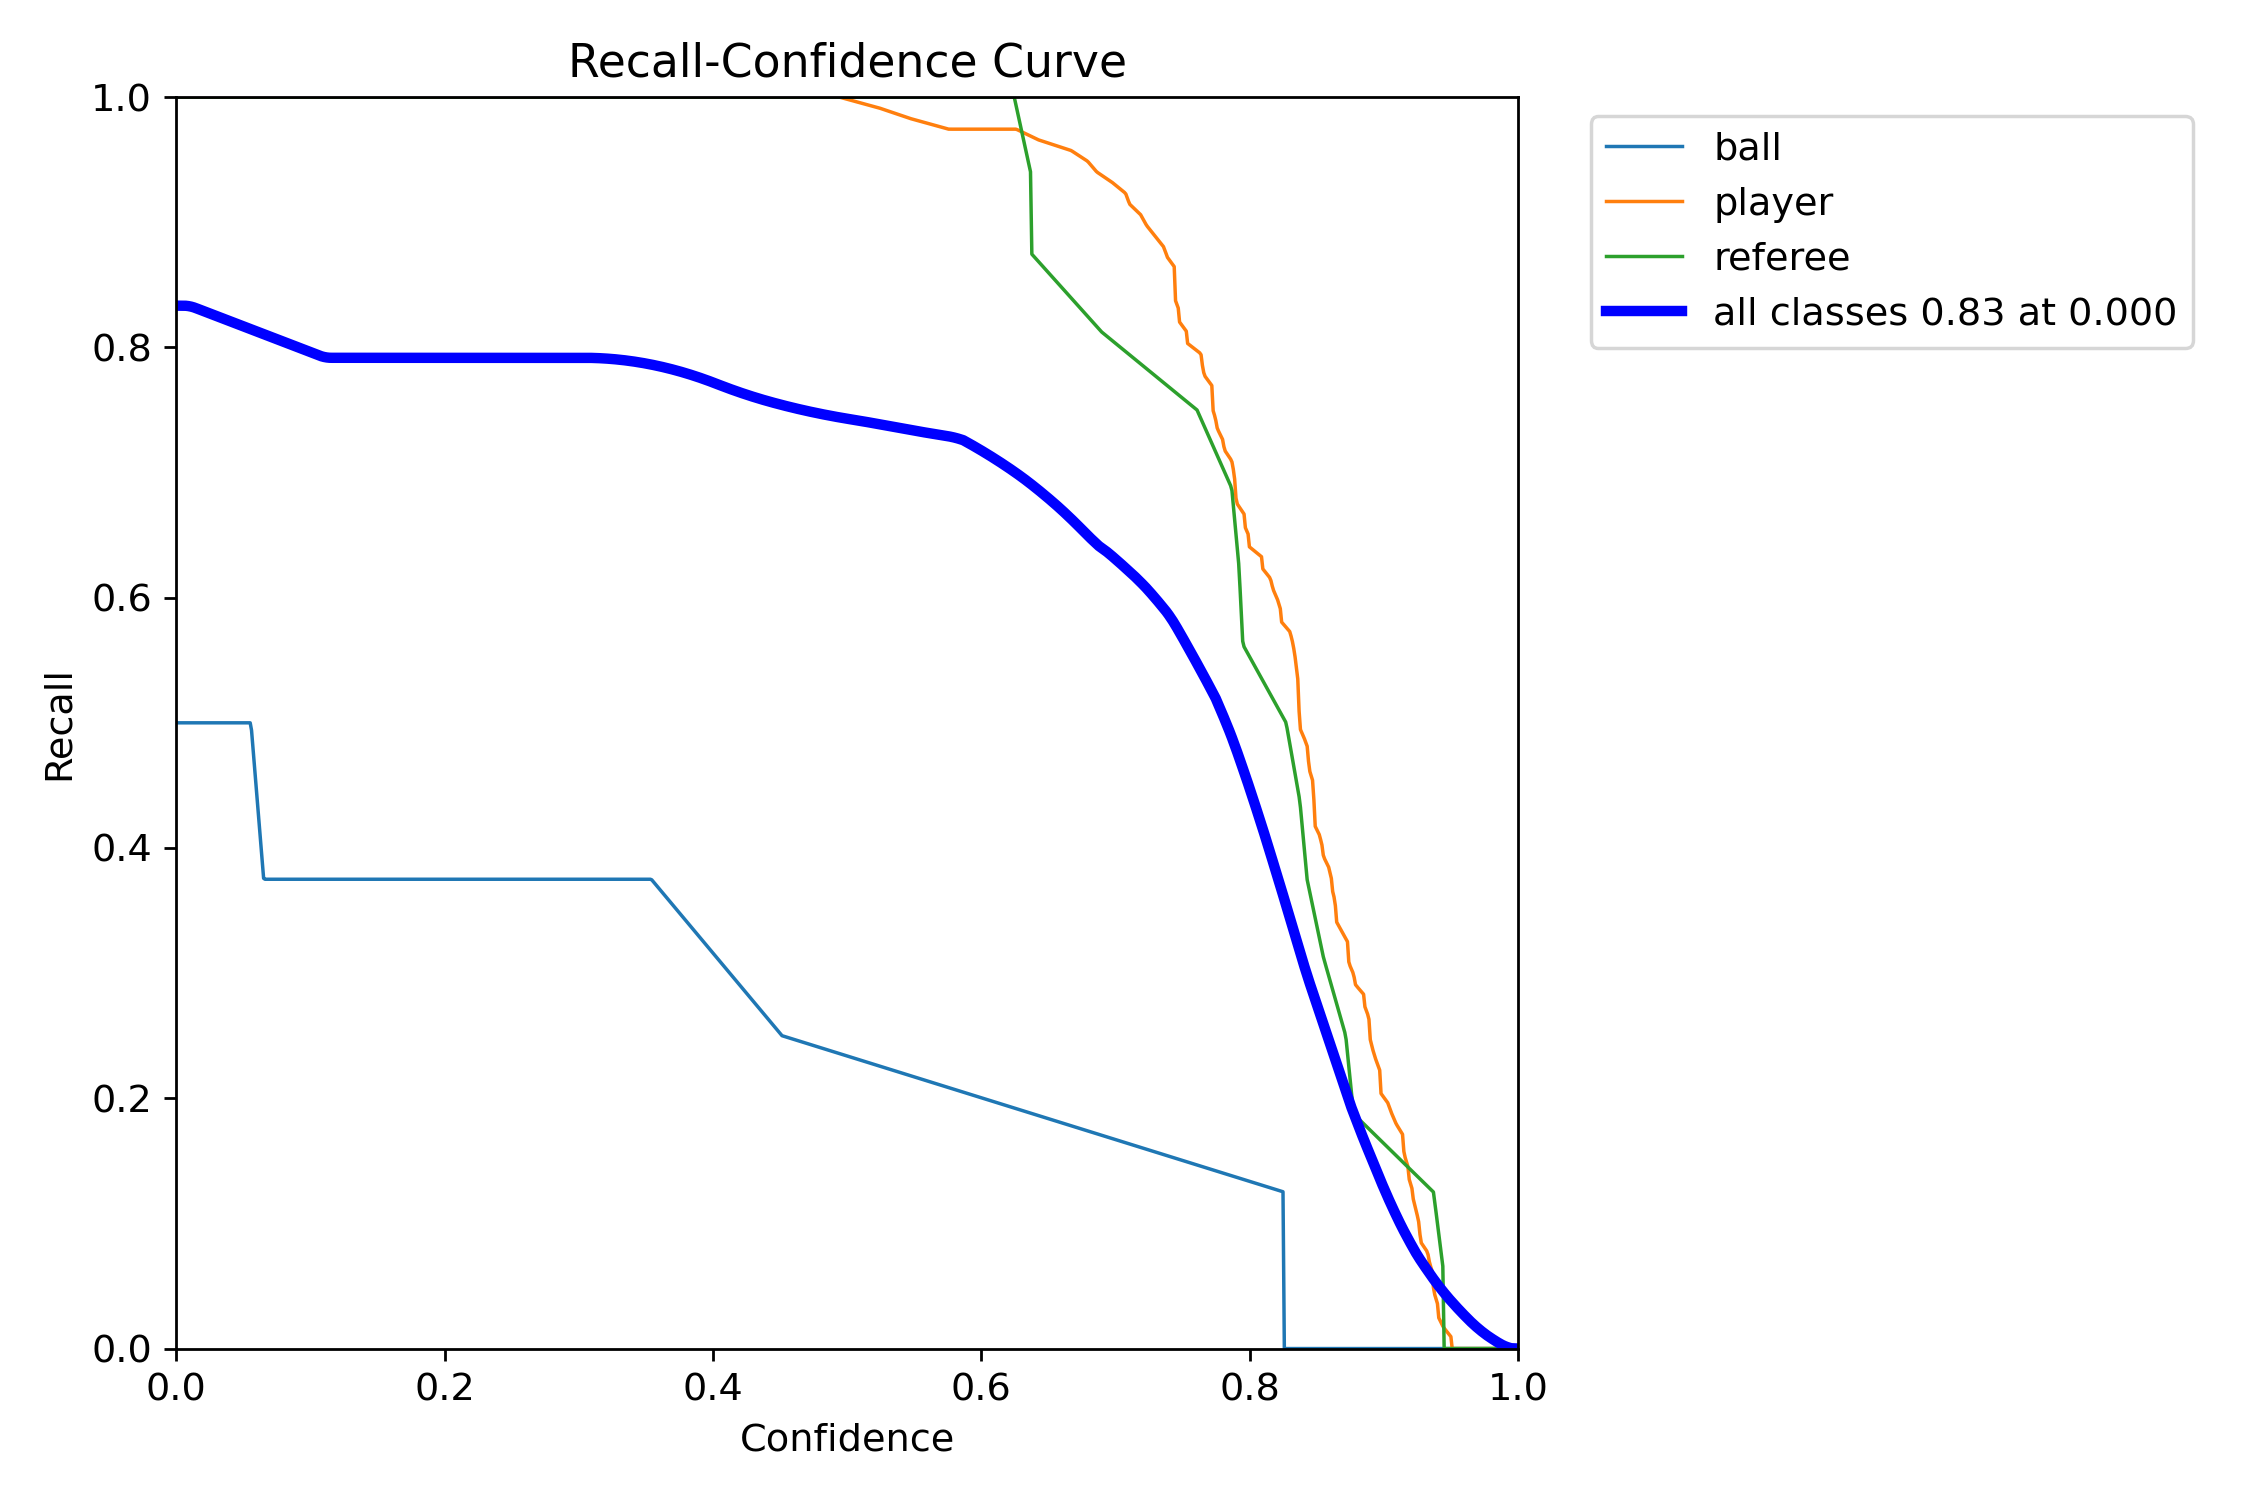 Recall-Confidence Curve
1.0
0.8
0.6
0.4
0.2
0.0
Recall
0.0 0.2 0.4 0.6 0.8 1.0
Confidence
ball
player
referee
all classes 0.83 at 0.000